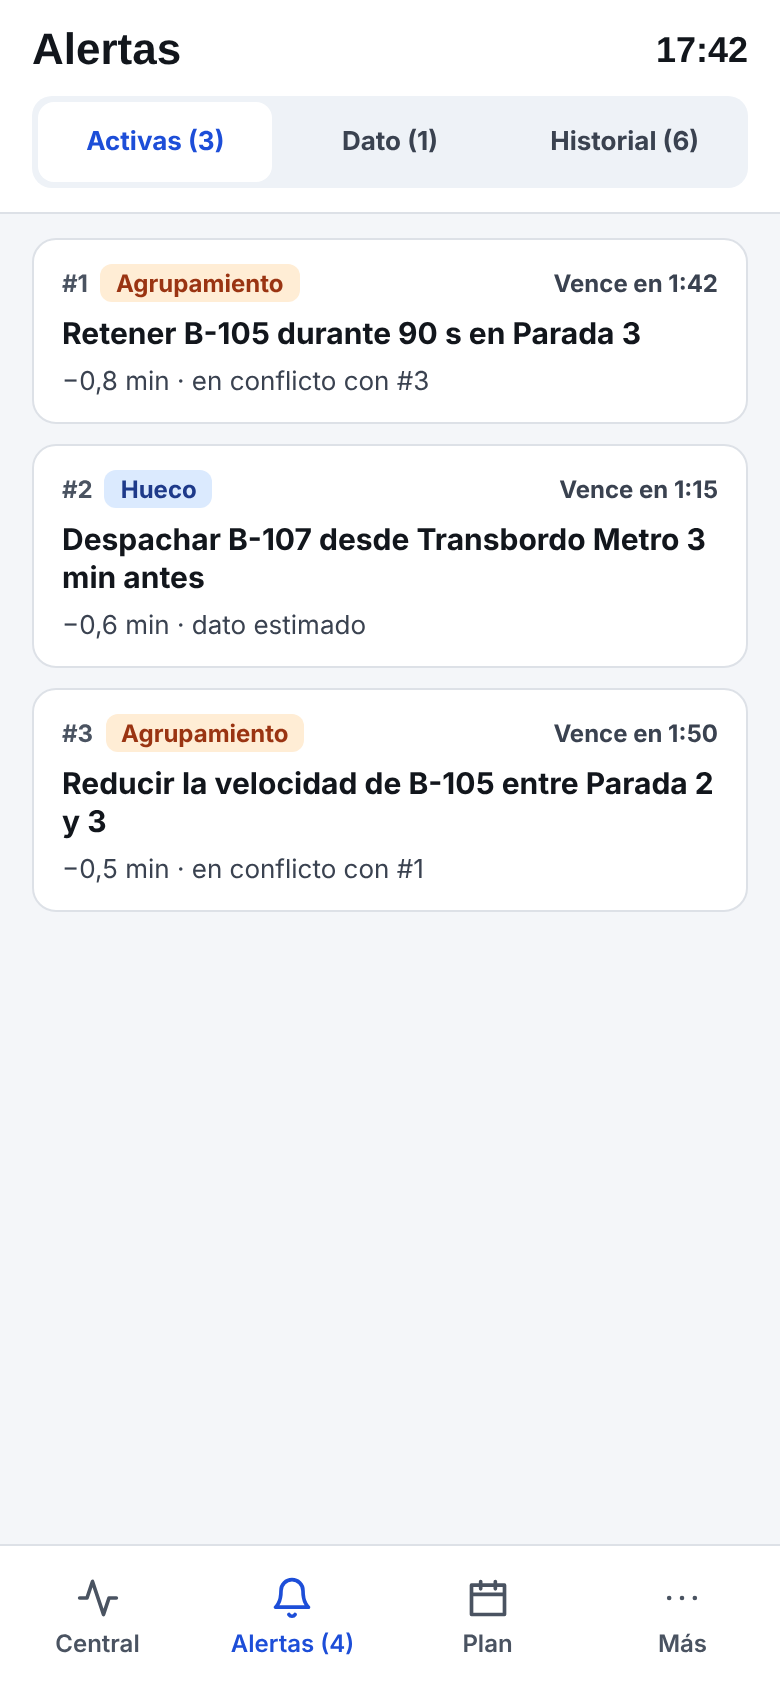 Alertas
17:42
Activas (3)
Dato (1)
Historial (6)
#1 Agrupamiento Vence en 1:42
Retener B-105 durante 90 s en Parada 3
−0,8 min · en conflicto con #3
#2 Hueco Vence en 1:15
Despachar B-107 desde Transbordo Metro 3
min antes
−0,6 min · dato estimado
#3 Agrupamiento Vence en 1:50
Reducir la velocidad de B-105 entre Parada 2
y 3
−0,5 min · en conflicto con #1
Central
Alertas (4)
Plan
Más